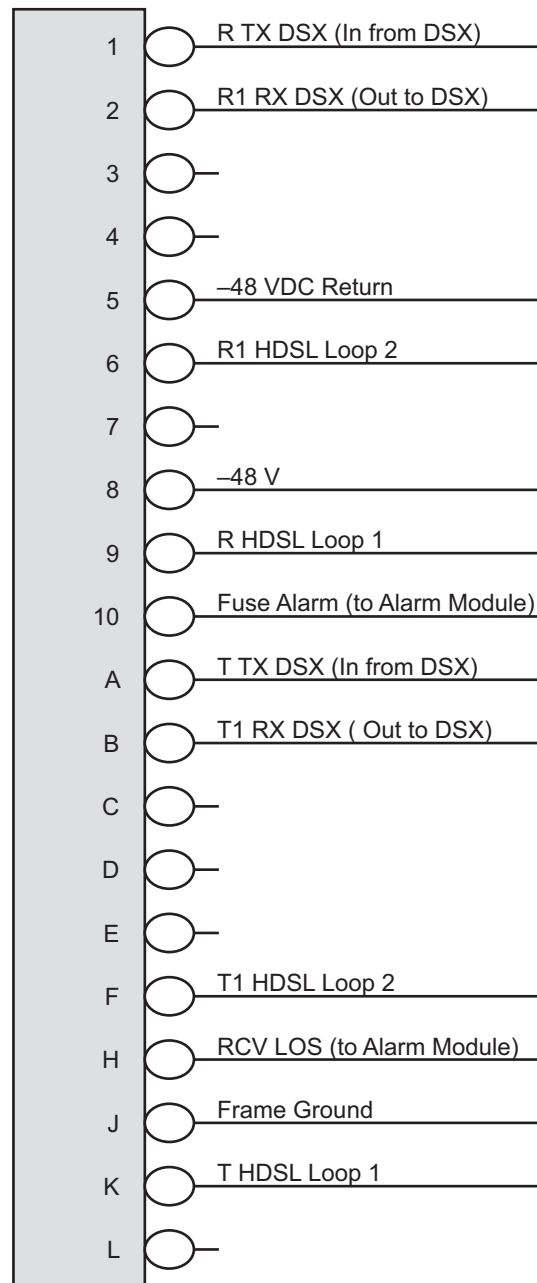 1 R TX DSX (In from DSX)
2 R1 RX DSX (Out to DSX)
3
4
5 –48 VDC Return
6 R1 HDSL Loop 2
7
8 –48 V
9 R HDSL Loop 1
10 Fuse Alarm (to Alarm Module)
A T TX DSX (In from DSX)
B T1 RX DSX ( Out to DSX)
C
D
E
F T1 HDSL Loop 2
H RCV LOS (to Alarm Module)
J Frame Ground
K T HDSL Loop 1
L